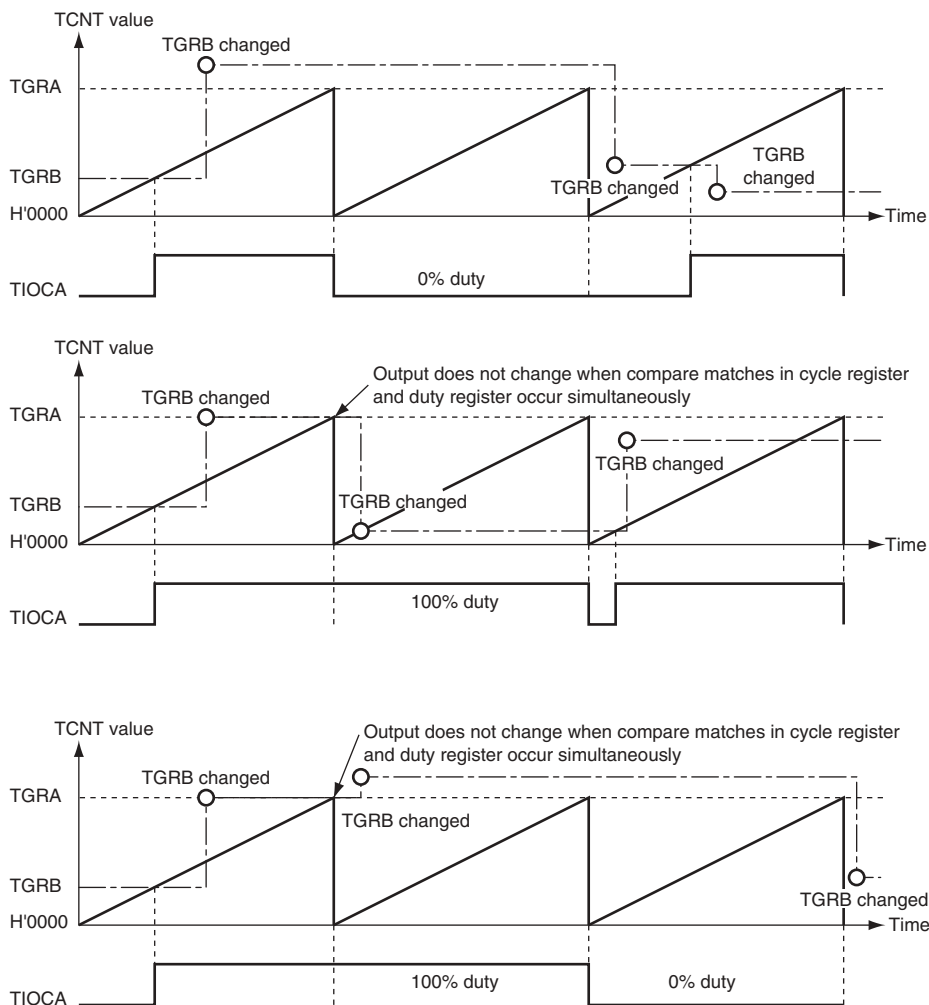 TCNT value
TGRB changed
TGRA
TGRB
TGRB changed
TGRB
changed
H'0000
Time
TIOCA
0% duty
TCNT value
Output does not change when compare matches in cycle register
and duty register occur simultaneously
TGRB changed
TGRA
TGRB changed
TGRB changed
TGRB
H'0000
Time
TIOCA
100% duty
TCNT value
Output does not change when compare matches in cycle register
and duty register occur simultaneously
TGRB changed
TGRA
TGRB changed
TGRB
TGRB changed
H'0000
Time
TIOCA
100% duty
0% duty